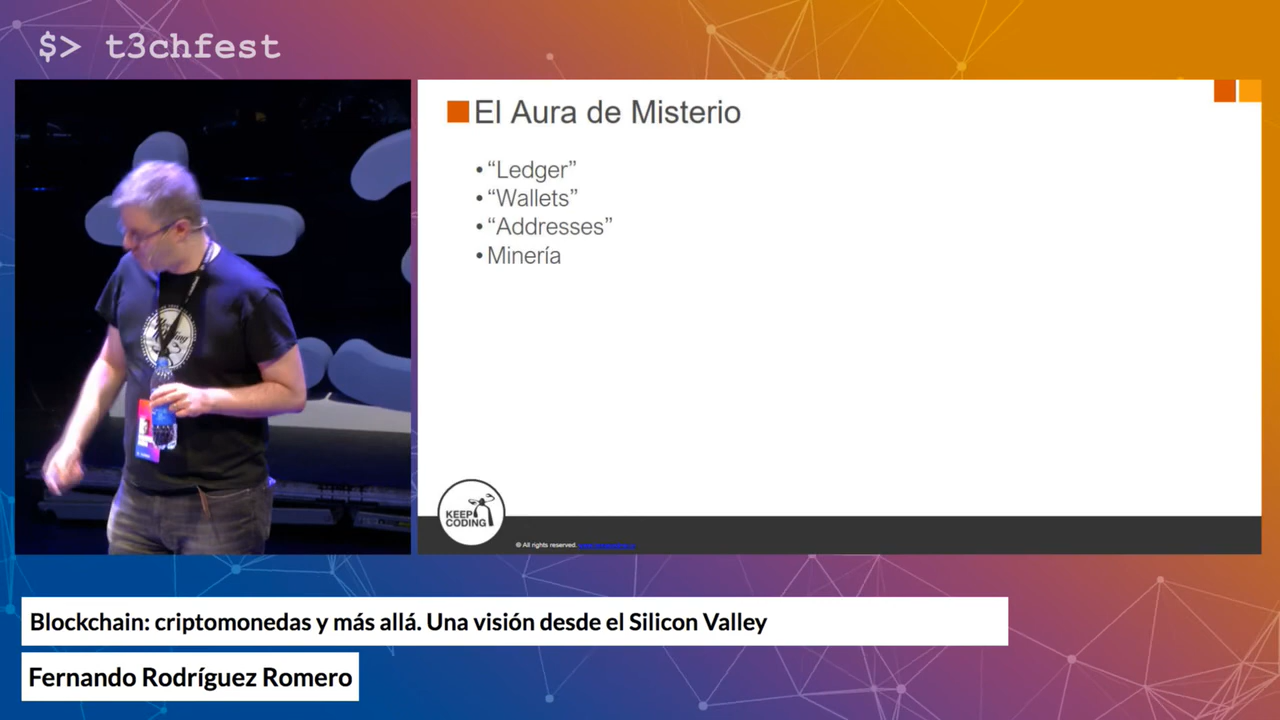 $> t3chfest
El Aura de Misterio
• “Ledger”
• “Wallets”
• “Addresses”
• Minería
KEEP
CODING
© All rights reserved.
Blockchain: criptomonedas y más allá. Una visión desde el Silicon Valley
Fernando Rodríguez Romero